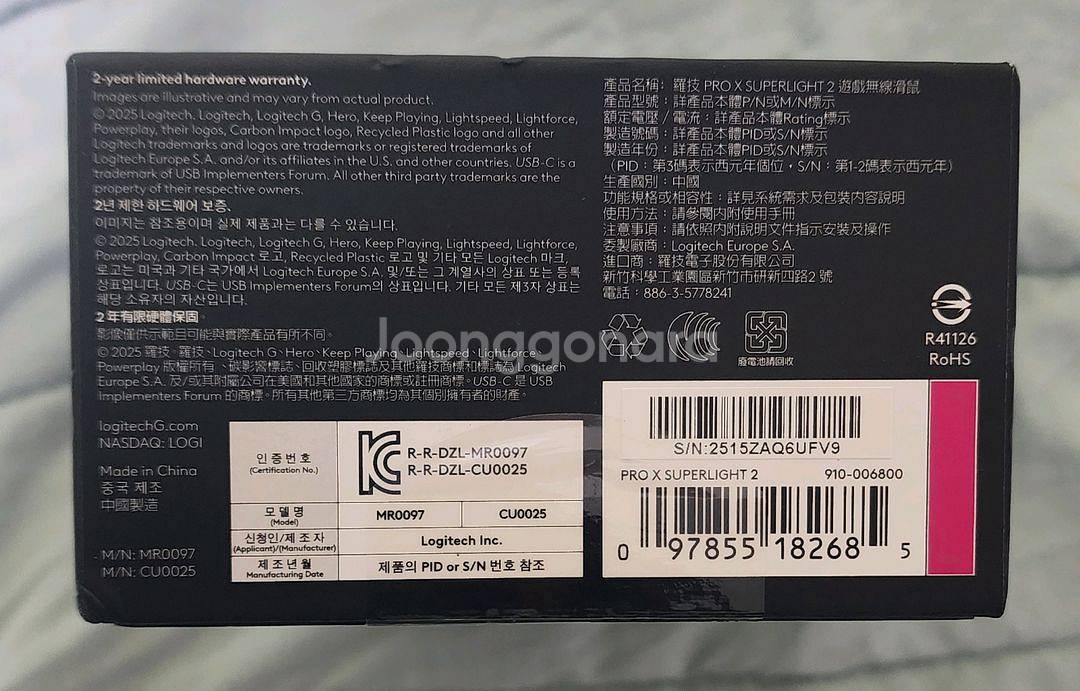 2-year limited hardware warranty.
Images are illustrative and may vary from actual product.
© 2025 Logitech. Logitech, Logitech G, Hero, Keep Playing, Lightspeed, Lightforce,
Powerplay, their logos, Carbon Impact logo, Recycled Plastic logo and all other
Logitech trademarks and logos are trademarks or registered trademarks of
Logitech Europe S.A. and/or its affiliates in the U.S. and other countries. USB-C is a
trademark of USB Implementers Forum. All other third party trademarks are the
property of their respective owners.
2년 제한 하드웨어 보증.
이미지는 참조용이며 실제 제품과는 다를 수 있습니다.
© 2025 Logitech. Logitech, Logitech G, Hero, Keep Playing, Lightspeed, Lightforce,
Powerplay, Carbon Impact 로고, Recycled Plastic 로고 및 기타 모든 Logitech 마크,
로고는 미국과 기타 국가에서 Logitech Europe S.A. 및/또는 그 계열사의 상표 또는 등록
상표입니다. USB-C는 USB Implementers Forum의 상표입니다. 기타 모든 제3자 상표는
해당 소유자의 자산입니다.
2 年有限硬體保固。
影像僅供示範且可能與實際產品有所不同。
© 2025 羅技、羅技、Logitech G、Hero、Keep Playing、Lightspeed、Lightforce、
Powerplay 版權所有、碳影響標誌、回收塑膠標誌及其他羅技商標和標誌為 Logitech
Europe S.A. 及/或其附屬公司在美國和其他國家的商標或註冊商標。USB-C 是 USB
Implementers Forum 的商標。所有其他第三方商標均為其個別擁有者的財產。
logitechG.com
NASDAQ: LOGI
Made in China
중국 제조
中國製造
M/N: MR0097
M/N: CU0025
인 증 번 호
(Certification No.)
R-R-DZL-MR0097
R-R-DZL-CU0025
모 델 명
(Model)
MR0097
CU0025
신청인/제 조 자
(Applicant)/(Manufacturer)
Logitech Inc.
제 조 년 월
Manufacturing Date
제품의 PID or S/N 번호 참조
產品名稱: 羅技 PRO X SUPERLIGHT 2 遊戲無線滑鼠
產品型號：詳產品本體P/N或M/N標示
額定電壓 / 電流：詳產品本體Rating標示
製造號碼：詳產品本體PID或S/N標示
製造年份：詳產品本體PID或S/N標示
（PID：第3碼表示西元年個位，S/N：第1-2碼表示西元年）
生產國別：中國
功能規格或相容性：詳見系統需求及包裝內容說明
使用方法：請參閱內附使用手冊
注意事項：請依照內附說明文件指示安裝及操作
委製廠商：Logitech Europe S.A.
進口商：羅技電子股份有限公司
新竹科學工業園區新竹市研新四路2 號
電話：886-3-5778241
廢電池請回收
R41126
RoHS
Joonggonara
S/N:2515ZAQ6UFV9
PRO X SUPERLIGHT 2 910-006800
0 97855 18268 5